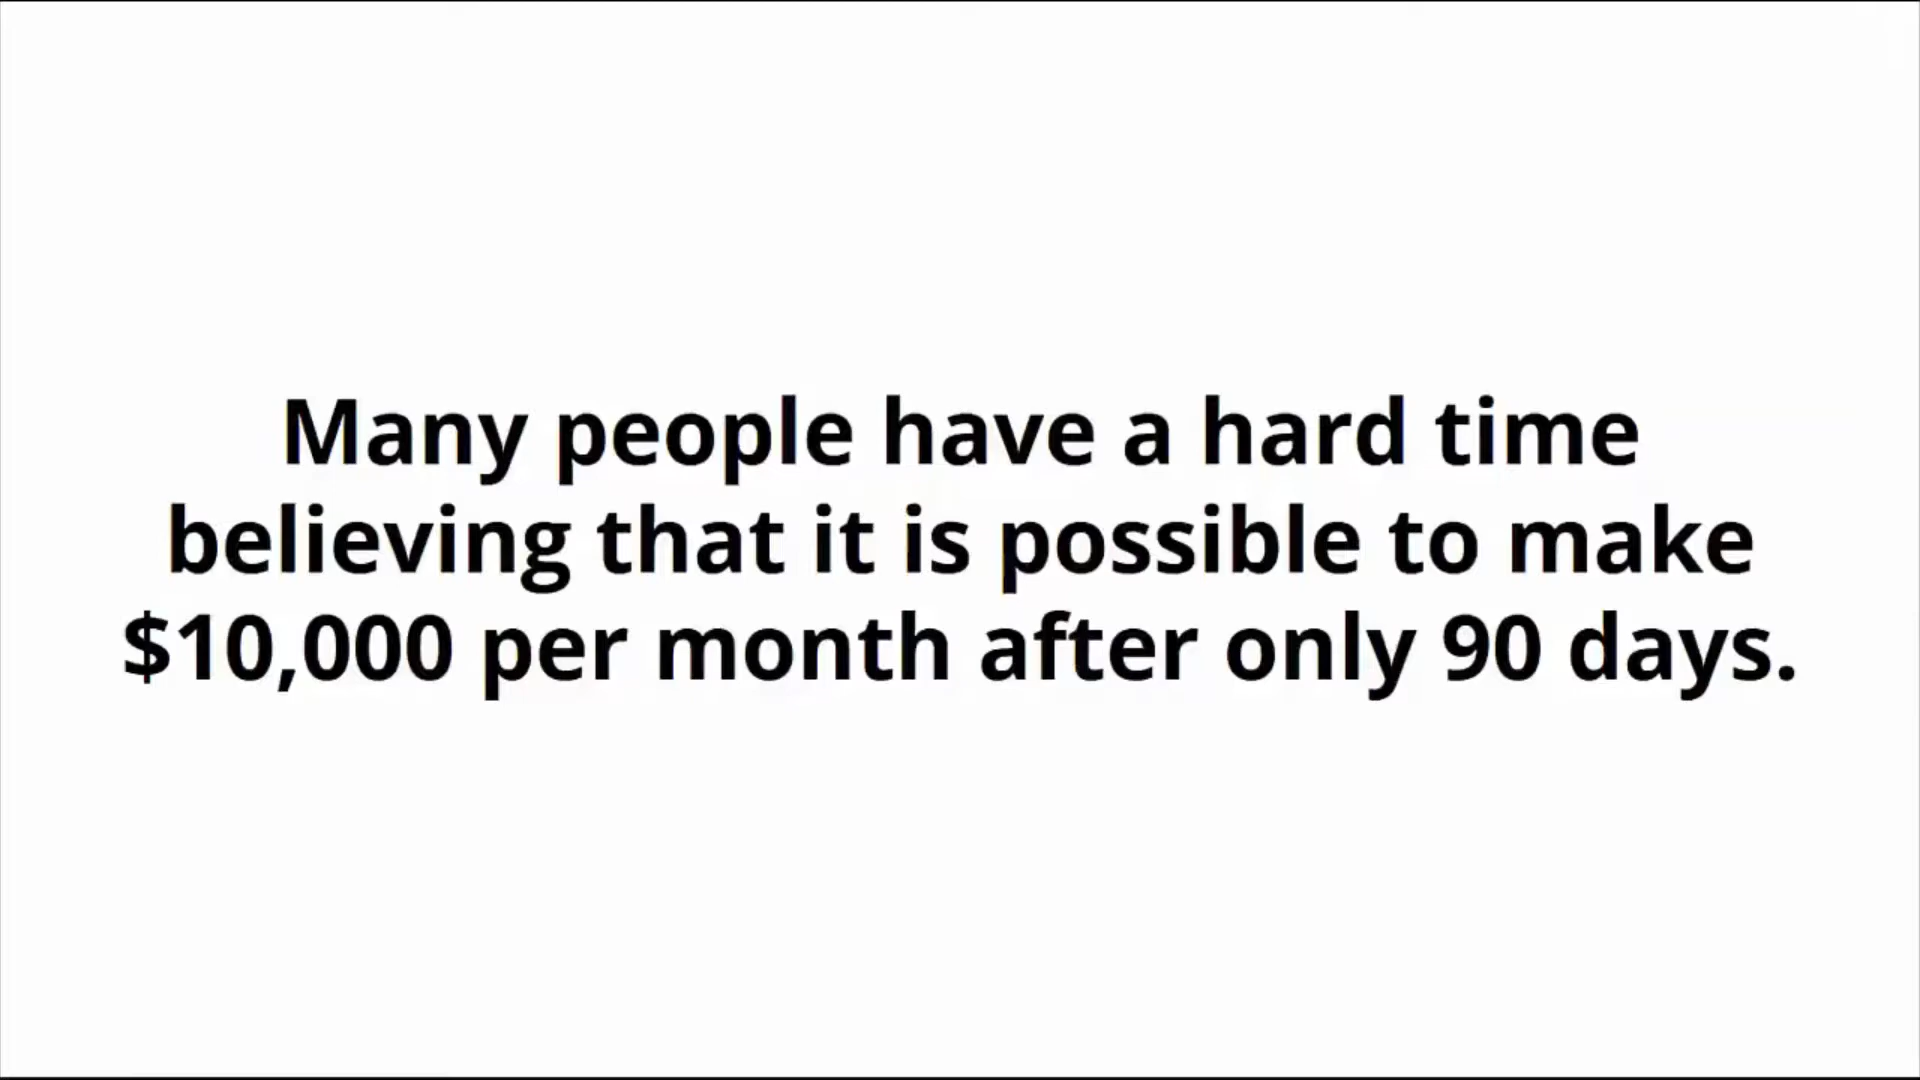 Many people have a hard time
believing that it is possible to make
$10,000 per month after only 90 days.